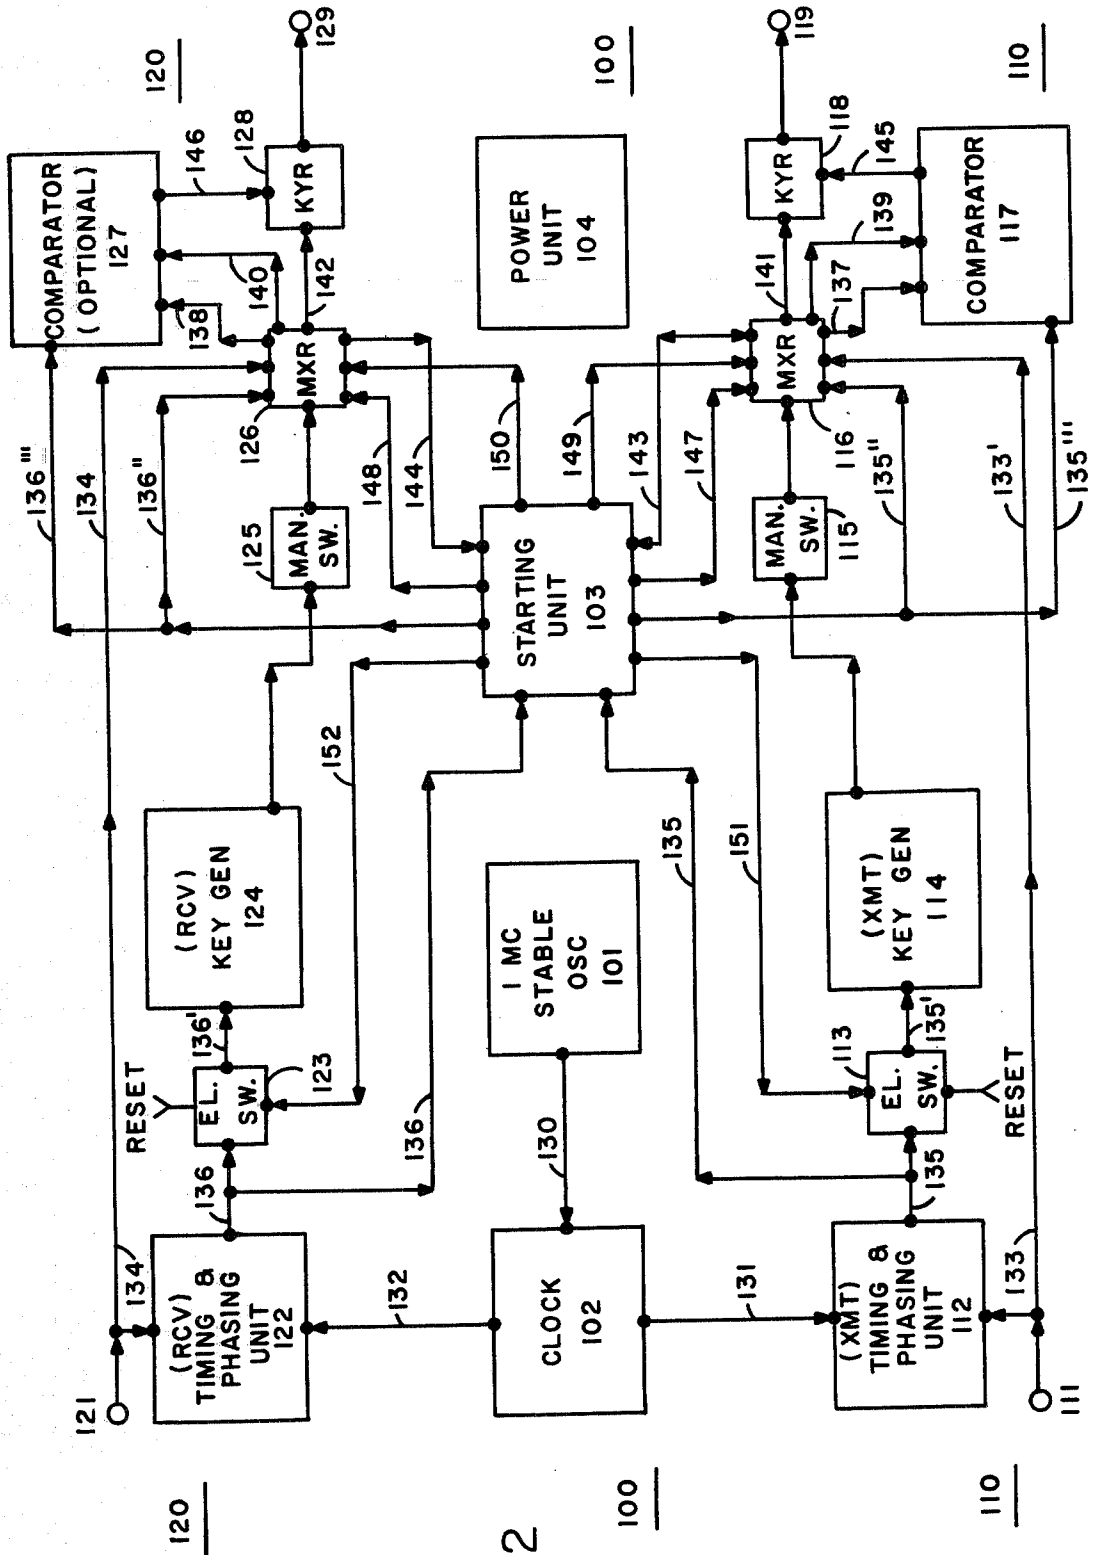 120
100
110
2
121
134
(RCV)
TIMING &
PHASING
UNIT
122
136
RESET
EL.
SW.
123
136'
(RCV)
KEY GEN
124
152
136
125
MAN.
SW.
136'''
134
136''
126
MXR
148
144
150
138
140
142
COMPARATOR
(OPTIONAL)
127
146
128
KYR
129
120
132
CLOCK
102
131
130
1 MC
STABLE
OSC
101
STARTING
UNIT
103
149
143
147
POWER
UNIT
104
100
111
133
(XMT)
TIMING &
PHASING
UNIT
112
135
113
EL.
SW.
RESET
135'
135
151
(XMT)
KEY GEN
114
MAN.
SW.
115
135''
133'
135'''
116
MXR
141
137
139
COMPARATOR
117
145
118
KYR
119
110